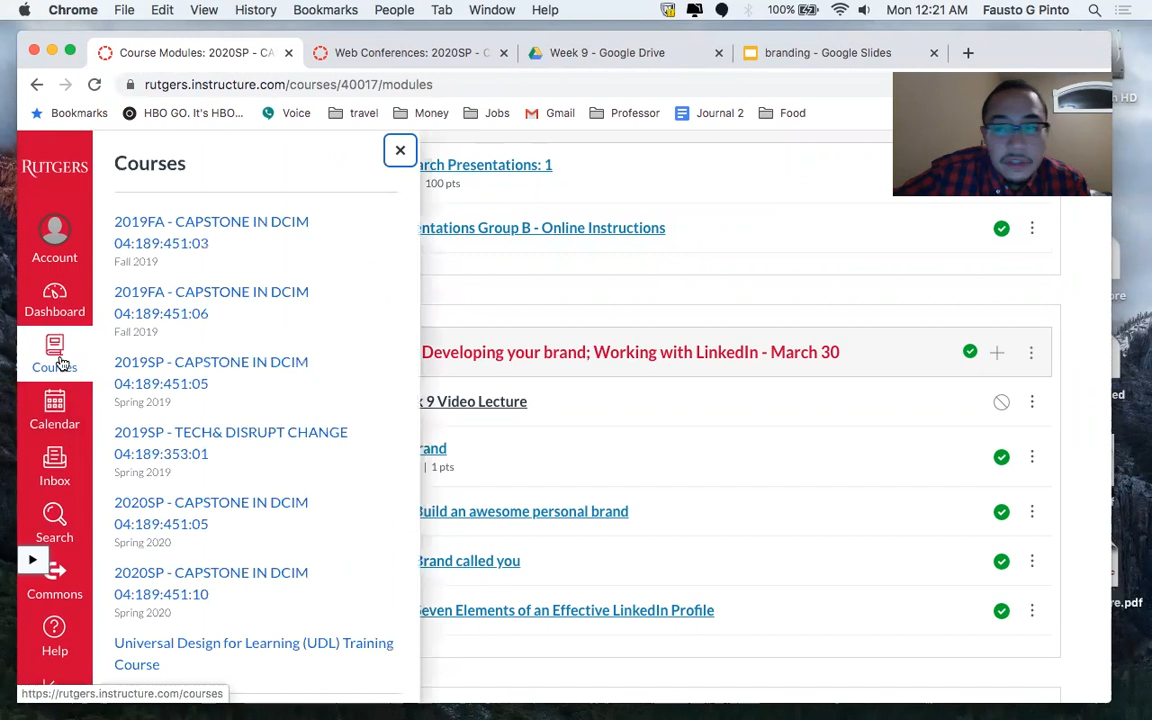 Chrome File Edit View History Bookmarks People Tab Window Help 100% Mon 12:21 AM Fausto G Pinto
Course Modules: 2020SP - CA
Web Conferences: 2020SP - C
Week 9 - Google Drive
branding - Google Slides
rutgers.instructure.com/courses/40017/modules
Bookmarks HBO GO. It's HBO... Voice travel Money Jobs Gmail Professor Journal 2 Food
RUTGERS
Account
Dashboard
Courses
Calendar
Inbox
Search
Commons
Help
Courses
2019FA - CAPSTONE IN DCIM
04:189:451:03
Fall 2019
2019FA - CAPSTONE IN DCIM
04:189:451:06
Fall 2019
2019SP - CAPSTONE IN DCIM
04:189:451:05
Spring 2019
2019SP - TECH& DISRUPT CHANGE
04:189:353:01
Spring 2019
2020SP - CAPSTONE IN DCIM
04:189:451:05
Spring 2020
2020SP - CAPSTONE IN DCIM
04:189:451:10
Spring 2020
Universal Design for Learning (UDL) Training
Course
https://rutgers.instructure.com/courses
arch Presentations: 1
100 pts
entations Group B - Online Instructions
Developing your brand; Working with LinkedIn - March 30
k 9 Video Lecture
rand
| 1 pts
Build an awesome personal brand
Brand called you
Seven Elements of an Effective LinkedIn Profile
h HD
ore
ed
re.pdf